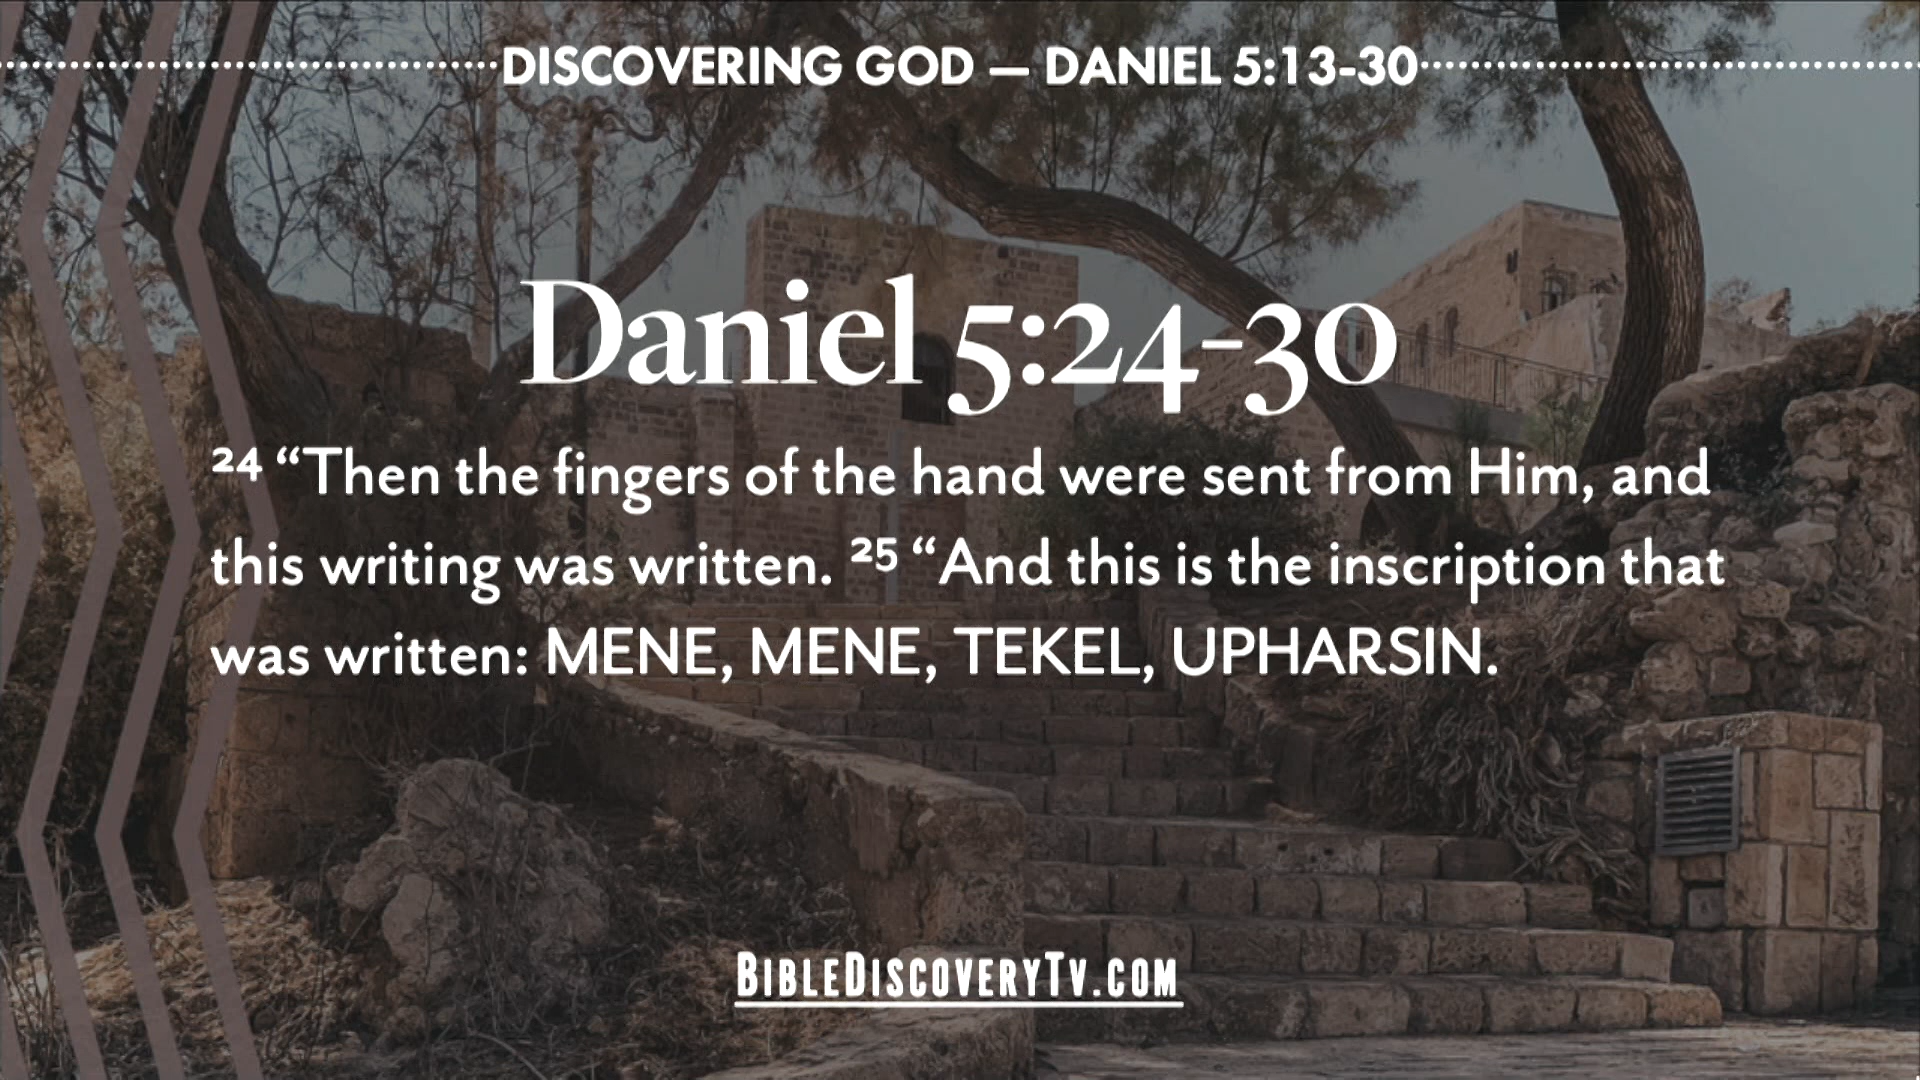 DISCOVERING GOD — DANIEL 5:13-30
Daniel 5:24-30
²⁴ “Then the fingers of the hand were sent from Him, and
this writing was written. ²⁵ “And this is the inscription that
was written: MENE, MENE, TEKEL, UPHARSIN.
BIBLEDISCOVERYTV.COM